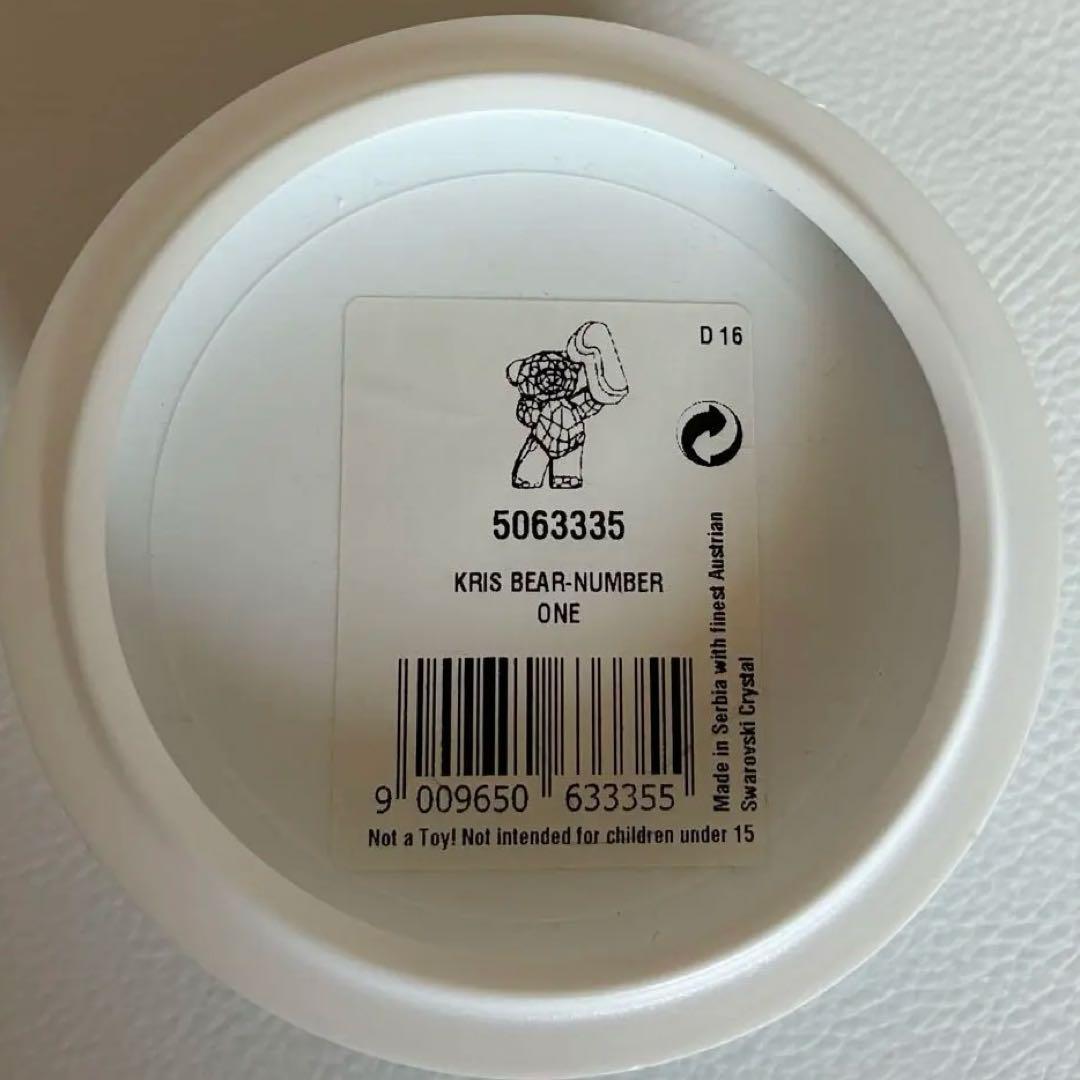 D 16
5063335
KRIS BEAR-NUMBER
ONE
Made in Serbia with finest Austrian
Swarovski Crystal
9 009650 633355
Not a Toy! Not intended for children under 15